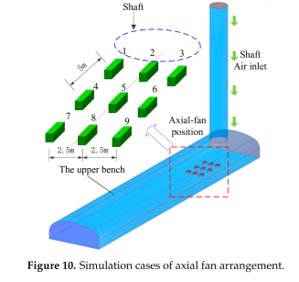 Shaft
1 2 3
5m
4 5 6
7 8 9
2.5m 2.5m
Shaft
Air inlet
Axial-fan
position
The upper bench
Figure 10. Simulation cases of axial fan arrangement.